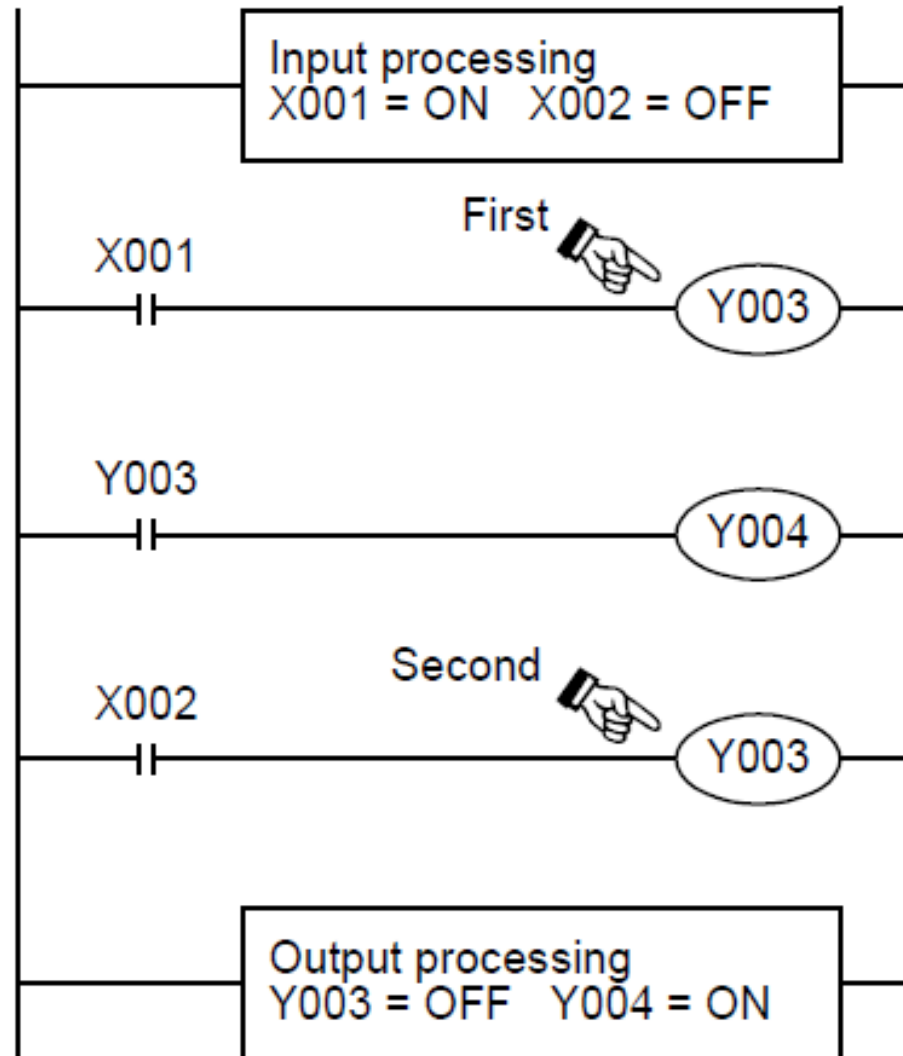 Input processing
X001 = ON X002 = OFF
First
X001
Y003
Y003
Y004
Second
X002
Y003
Output processing
Y003 = OFF Y004 = ON